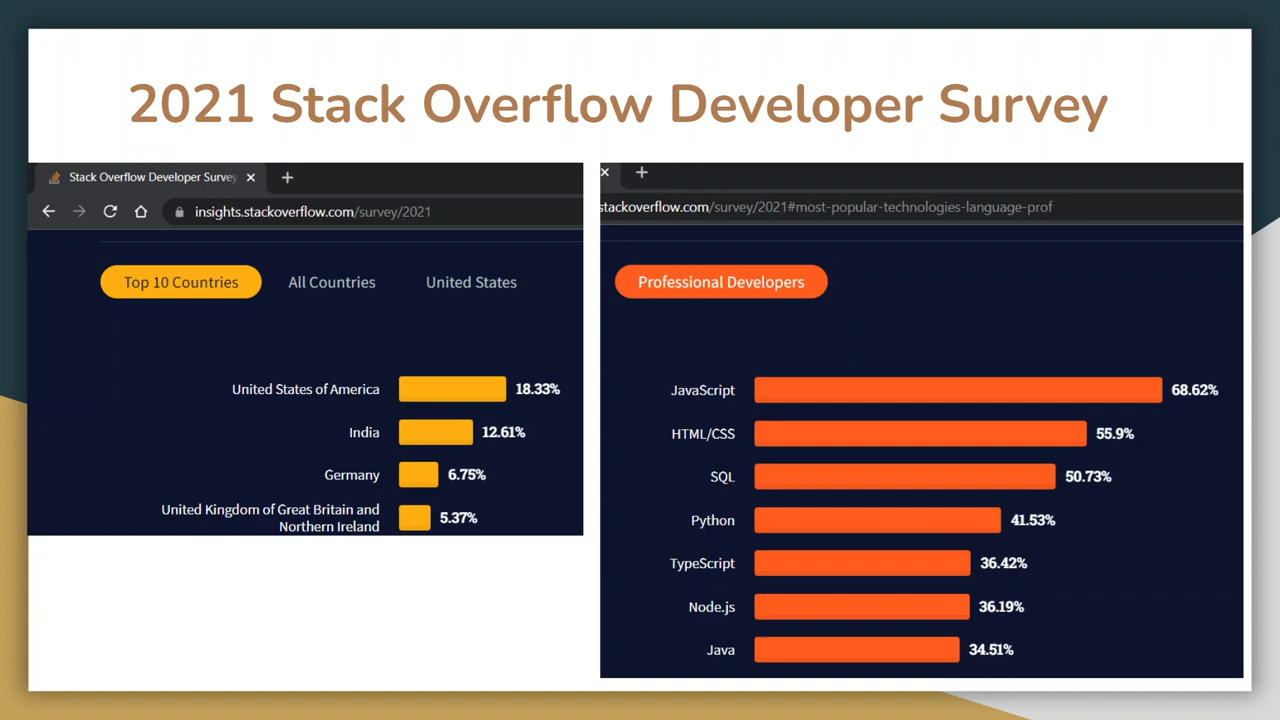 2021 Stack Overflow Developer Survey
Stack Overflow Developer Survey
insights.stackoverflow.com/survey/2021
Top 10 Countries All Countries United States
United States of America 18.33%
India 12.61%
Germany 6.75%
United Kingdom of Great Britain and
Northern Ireland 5.37%
stackoverflow.com/survey/2021#most-popular-technologies-language-prof
Professional Developers
JavaScript 68.62%
HTML/CSS 55.9%
SQL 50.73%
Python 41.53%
TypeScript 36.42%
Node.js 36.19%
Java 34.51%